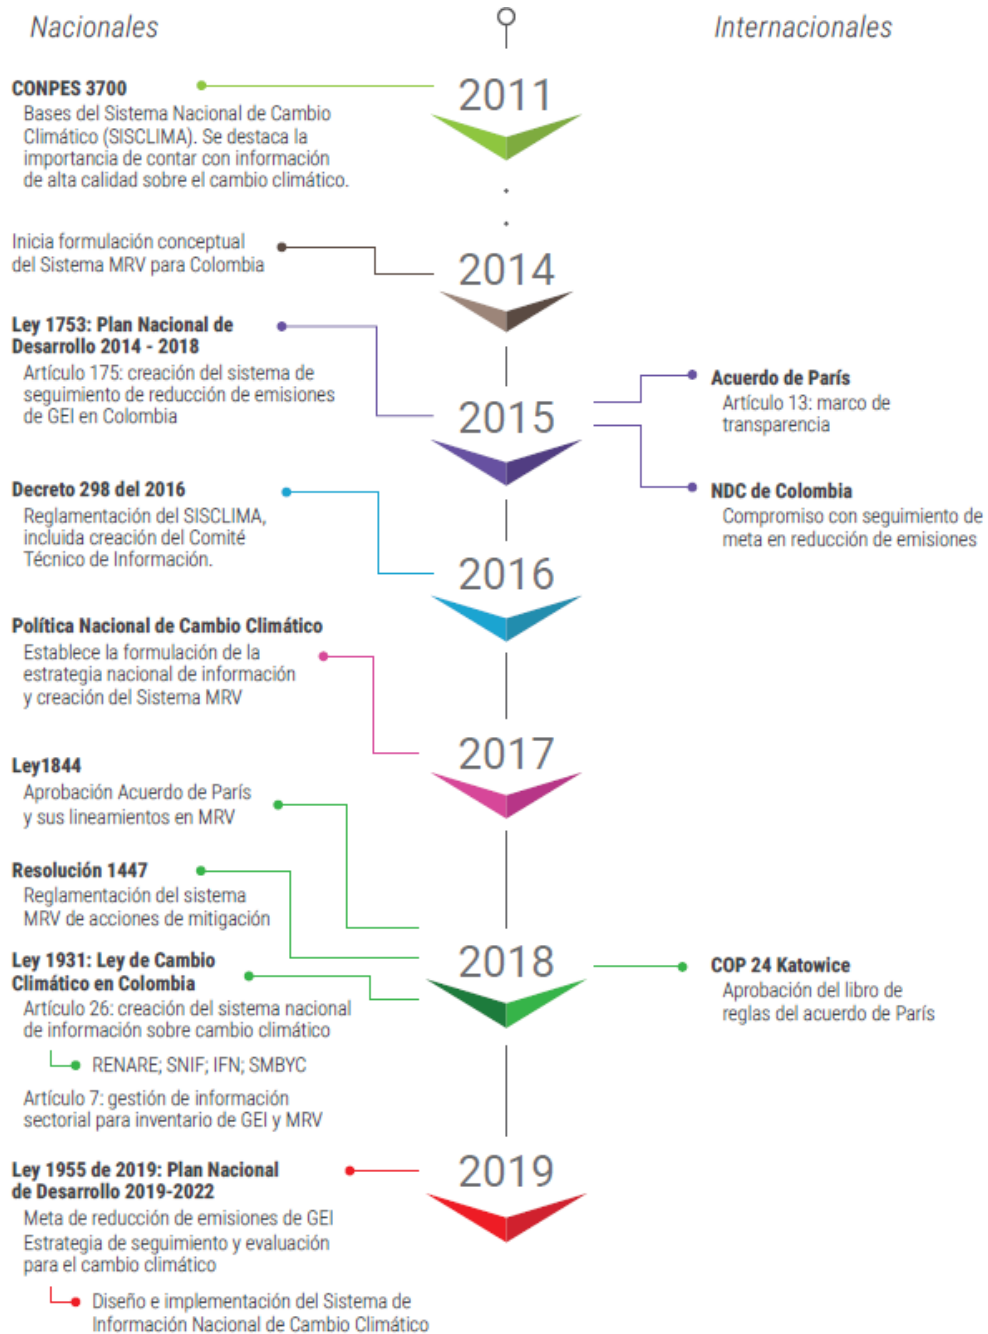 Nacionales
Internacionales
2011
CONPES 3700
Bases del Sistema Nacional de Cambio
Climático (SISCLIMA). Se destaca la
importancia de contar con información
de alta calidad sobre el cambio climático.
2014
Inicia formulación conceptual
del Sistema MRV para Colombia
2015
Ley 1753: Plan Nacional de
Desarrollo 2014 - 2018
Artículo 175: creación del sistema de
seguimiento de reducción de emisiones
de GEI en Colombia
Acuerdo de París
Artículo 13: marco de
transparencia
NDC de Colombia
Compromiso con seguimiento de
meta en reducción de emisiones
2016
Decreto 298 del 2016
Reglamentación del SISCLIMA,
incluida creación del Comité
Técnico de Información.
2017
Política Nacional de Cambio Climático
Establece la formulación de la
estrategia nacional de información
y creación del Sistema MRV
2018
Ley1844
Aprobación Acuerdo de París
y sus lineamientos en MRV
Resolución 1447
Reglamentación del sistema
MRV de acciones de mitigación
Ley 1931: Ley de Cambio
Climático en Colombia
Artículo 26: creación del sistema nacional
de información sobre cambio climático
RENARE; SNIF; IFN; SMBYC
Artículo 7: gestión de información
sectorial para inventario de GEI y MRV
COP 24 Katowice
Aprobación del libro de
reglas del acuerdo de París
2019
Ley 1955 de 2019: Plan Nacional
de Desarrollo 2019-2022
Meta de reducción de emisiones de GEI
Estrategia de seguimiento y evaluación
para el cambio climático
Diseño e implementación del Sistema de
Información Nacional de Cambio Climático